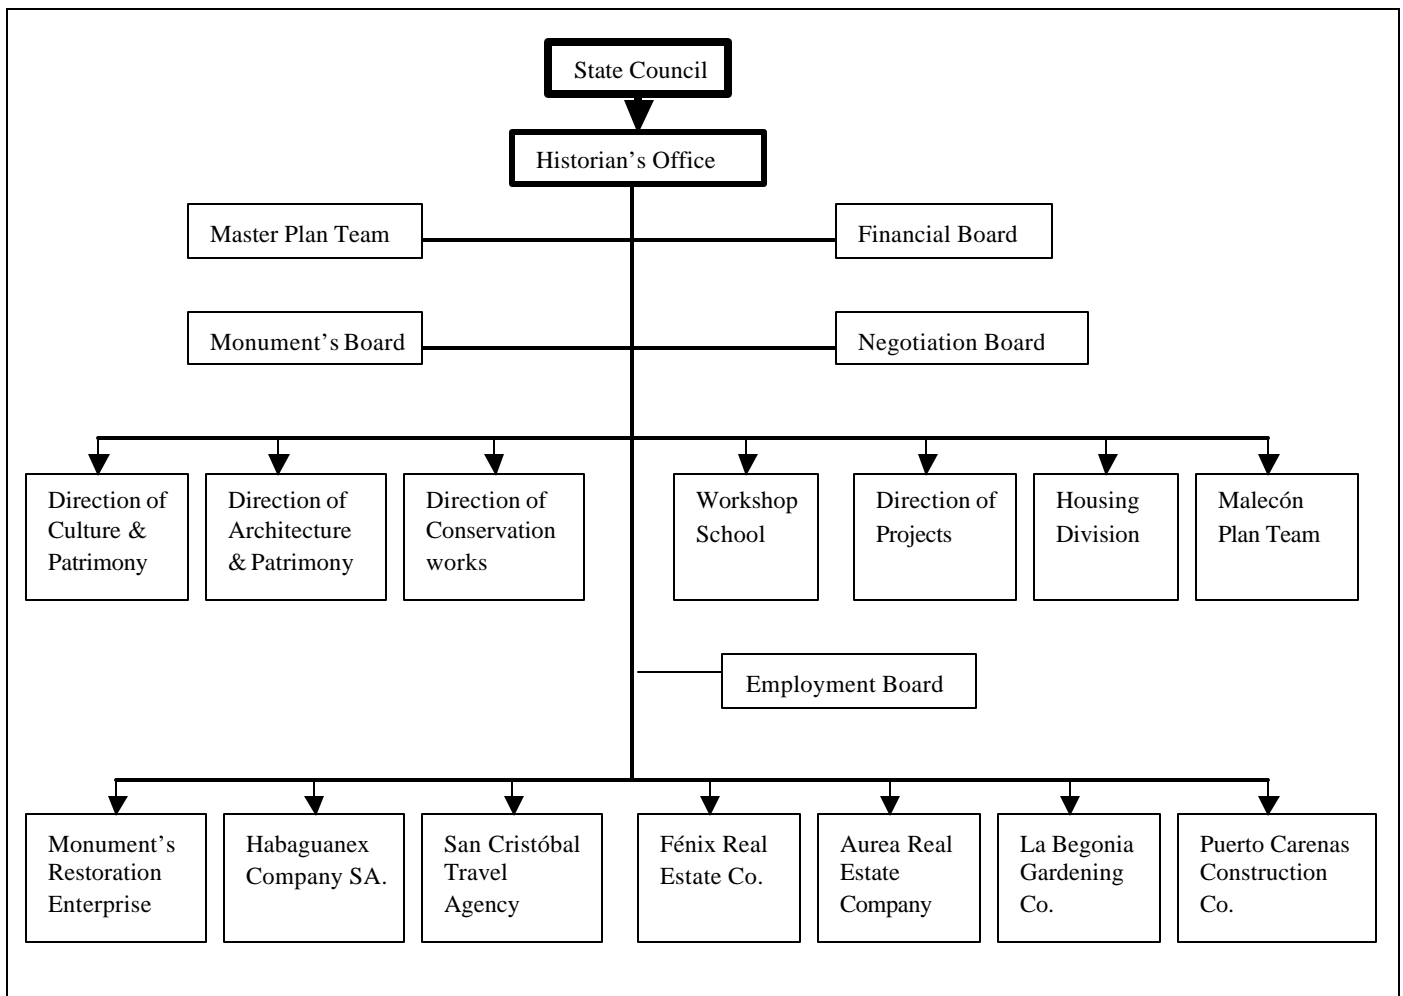 State Council
Historian's Office
Master Plan Team
Financial Board
Monument's Board
Negotiation Board
Direction of
Culture &
Patrimony
Direction of
Architecture
& Patrimony
Direction of
Conservation
works
Workshop
School
Direction of
Projects
Housing
Division
Malecón
Plan Team
Employment Board
Monument's
Restoration
Enterprise
Habaguanex
Company SA.
San Cristóbal
Travel
Agency
Fénix Real
Estate Co.
Aurea Real
Estate
Company
La Begonia
Gardening
Co.
Puerto Carenas
Construction
Co.